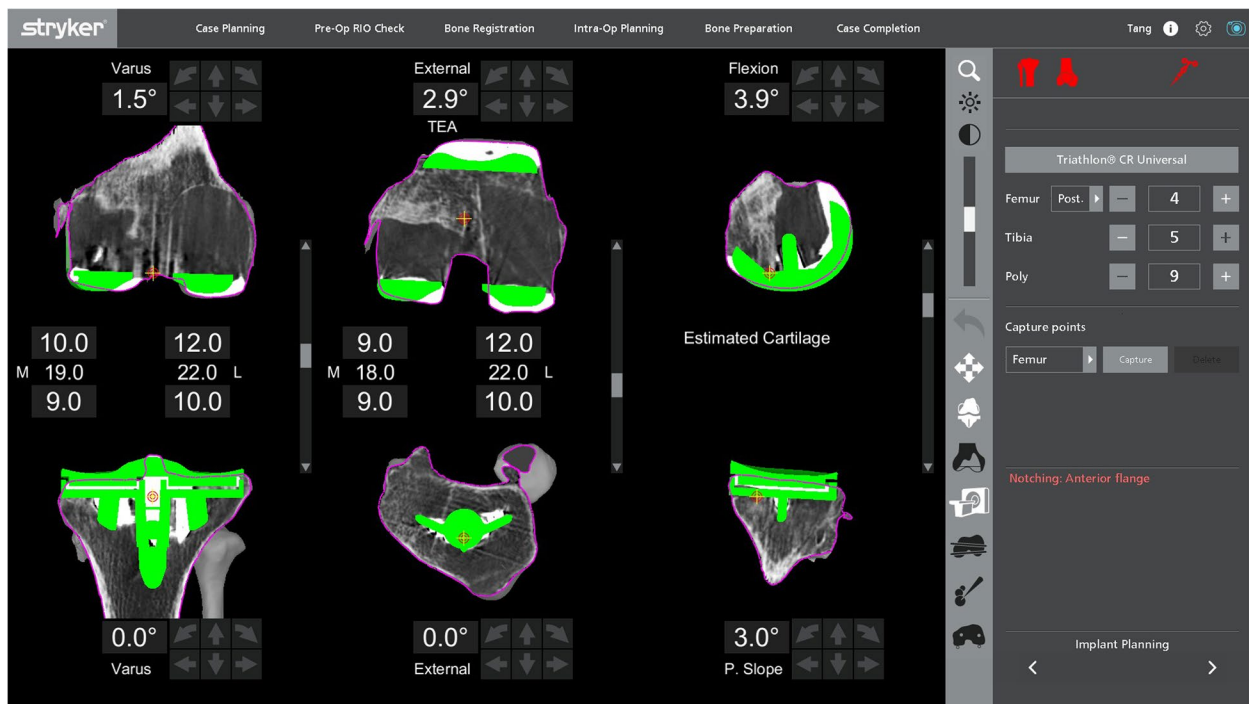 stryker
Case Planning Pre-Op RIO Check Bone Registration Intra-Op Planning Bone Preparation Case Completion Tang
Varus External Flexion
1.5° 2.9° 3.9°
TEA
Triathlon® CR Universal
Femur Post. 4
Tibia 5
Poly 9
Capture points
Femur Capture Delete
Estimated Cartilage
10.0 12.0 9.0 12.0
M 19.0 22.0 L M 18.0 22.0 L
9.0 10.0 9.0 10.0
Notching: Anterior flange
0.0° 0.0° 3.0°
Varus External P. Slope
Implant Planning